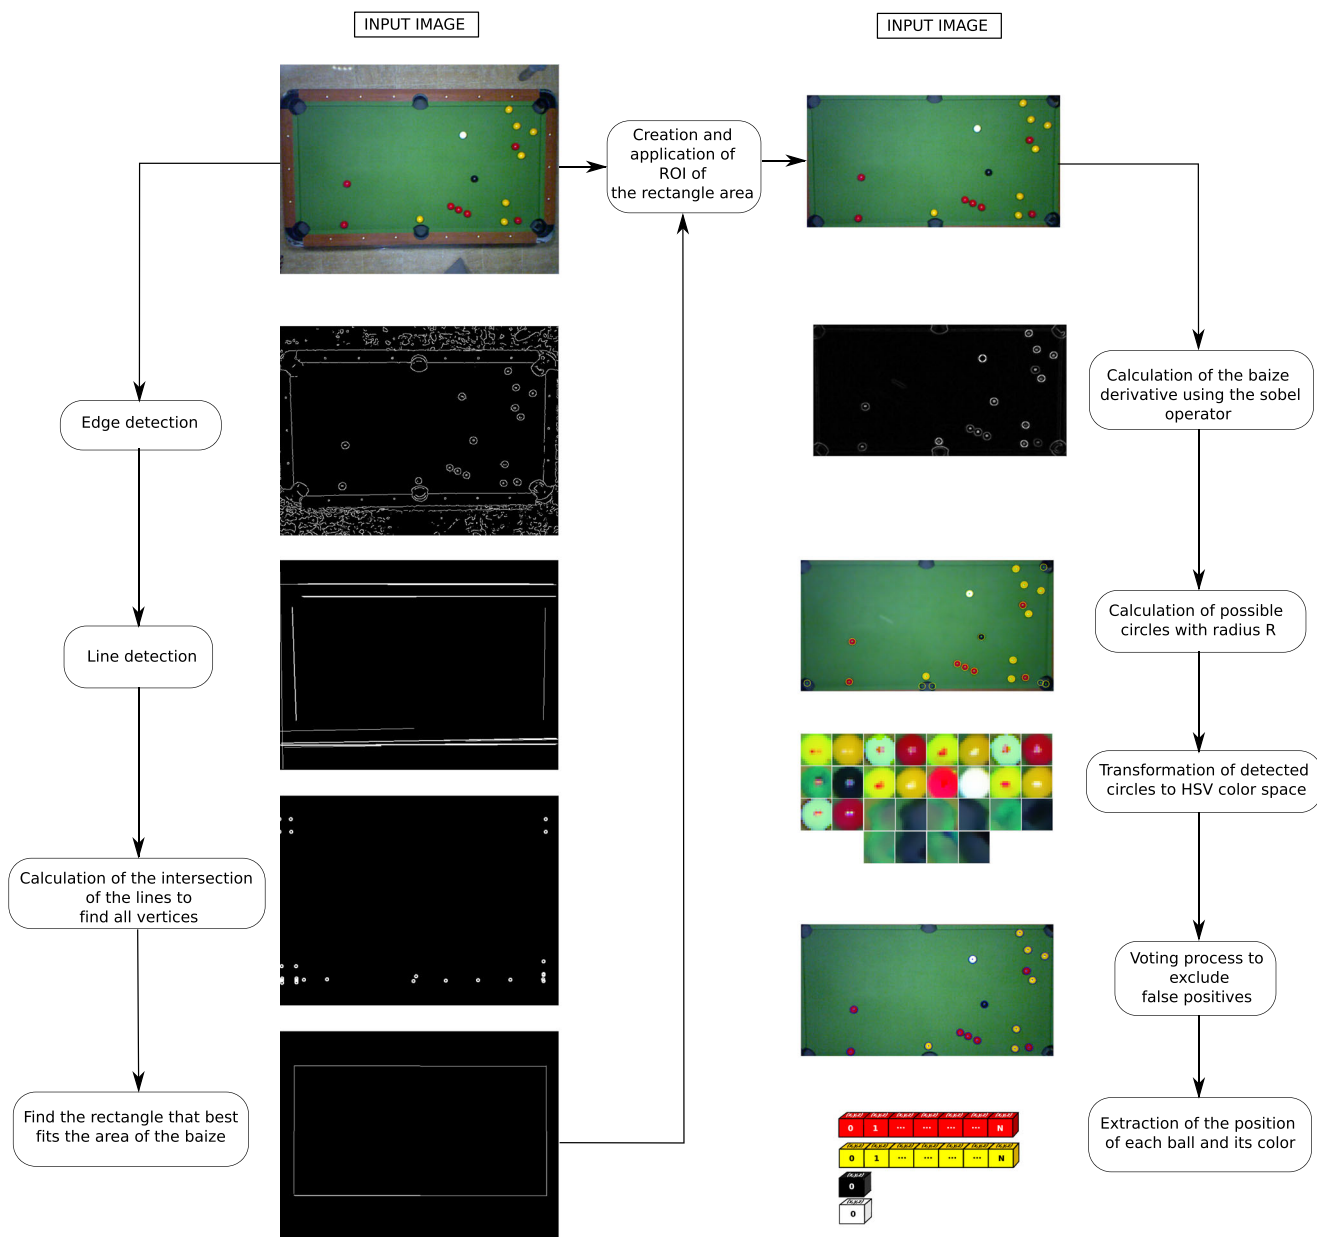 INPUT IMAGE
INPUT IMAGE
Creation and
application of
ROI of
the rectangle area
Edge detection
Line detection
Calculation of the intersection
of the lines to
find all vertices
Find the rectangle that best
fits the area of the baize
Calculation of the baize
derivative using the sobel
operator
Calculation of possible
circles with radius R
Transformation of detected
circles to HSV color space
Voting process to
exclude
false positives
Extraction of the position
of each ball and its color
0 1 ... ... ... ... N
0 1 ... ... ... ... N
0
0